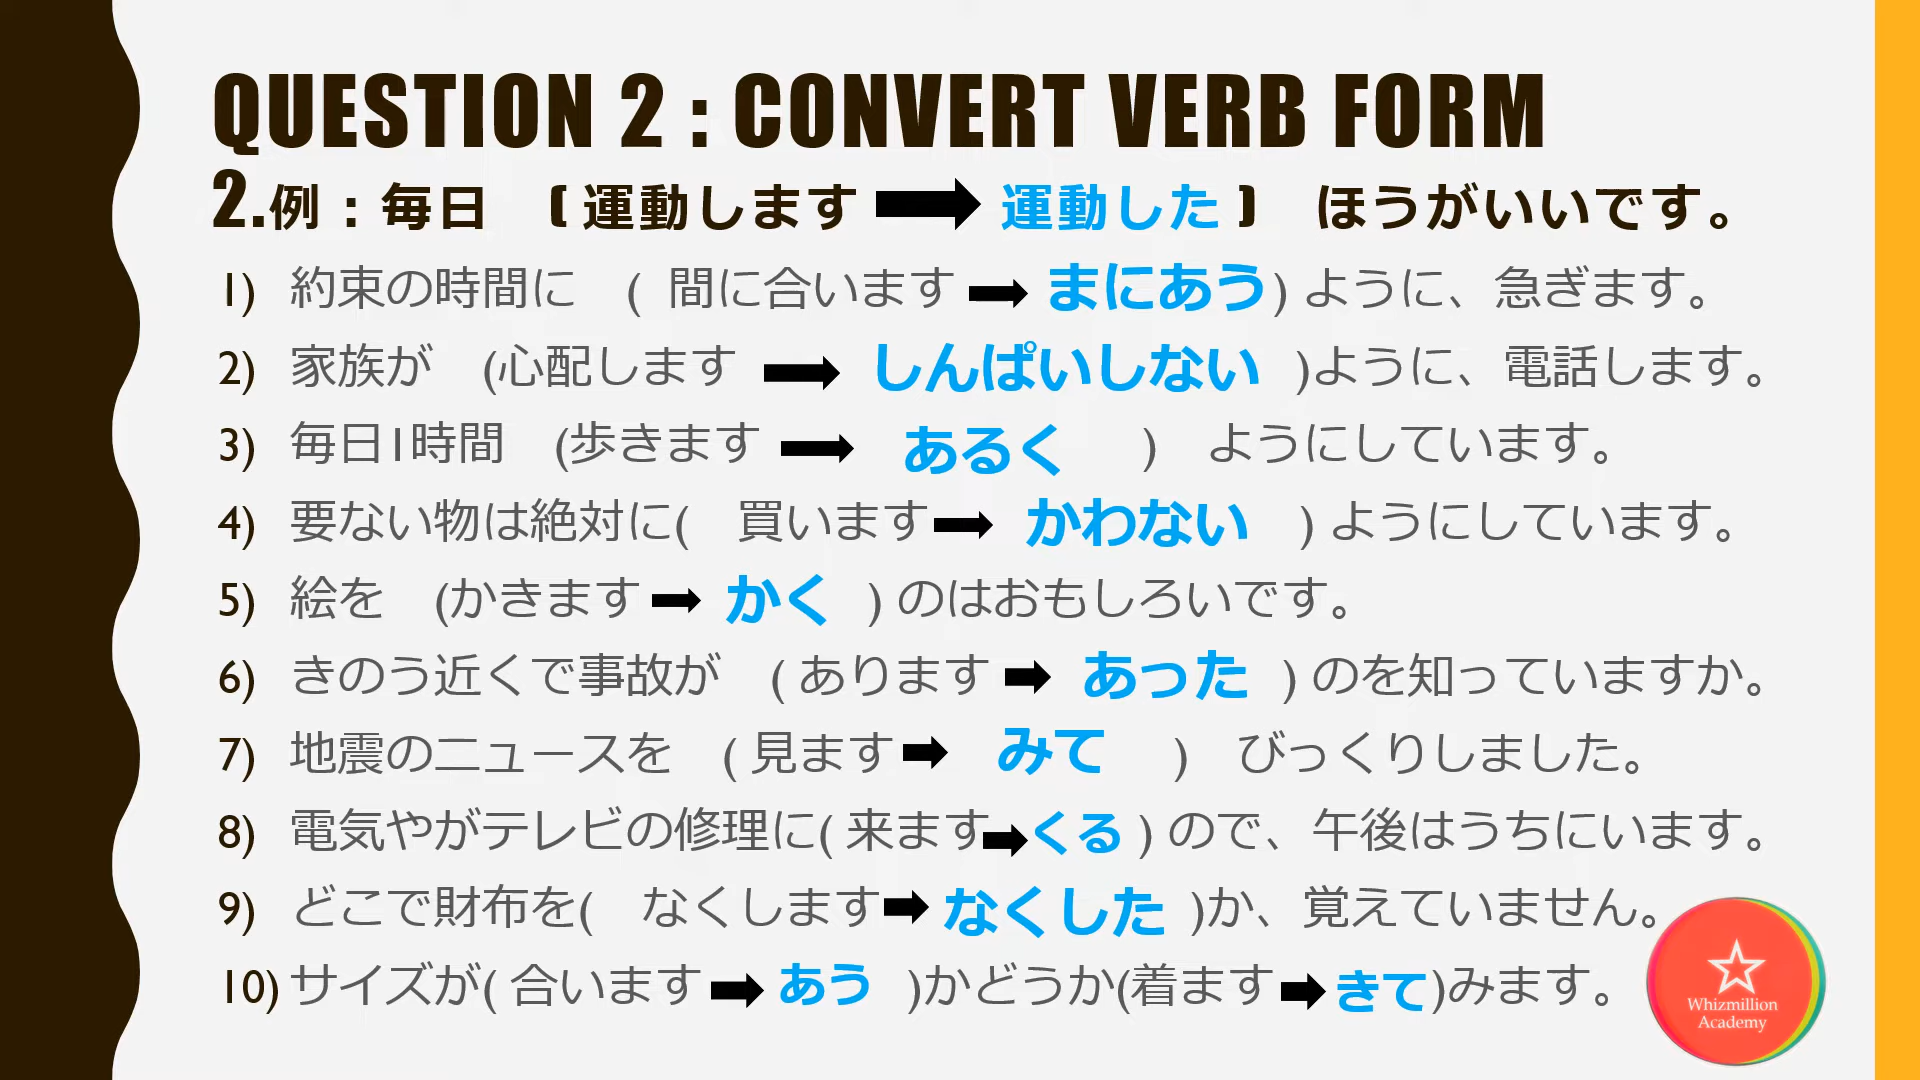 QUESTION 2 : CONVERT VERB FORM
2.例：毎日 （運動します ➡ 運動した） ほうがいいです。
1) 約束の時間に ( 間に合います ➡ まにあう) ように、急ぎます。
2) 家族が (心配します ➡ しんぱいしない )ように、電話します。
3) 毎日1時間 (歩きます ➡ あるく ) ようにしています。
4) 要ない物は絶対に( 買います ➡ かわない ) ようにしています。
5) 絵を (かきます ➡ かく ) のはおもしろいです。
6) きのう近くで事故が ( あります ➡ あった ) のを知っていますか。
7) 地震のニュースを ( 見ます ➡ みて ) びっくりしました。
8) 電気やがテレビの修理に( 来ます ➡ くる ) ので、午後はうちにいます。
9) どこで財布を( なくします ➡ なくした )か、覚えていません。
10) サイズが( 合います ➡ あう )かどうか(着ます ➡ きて)みます。
Whizmillion
Academy